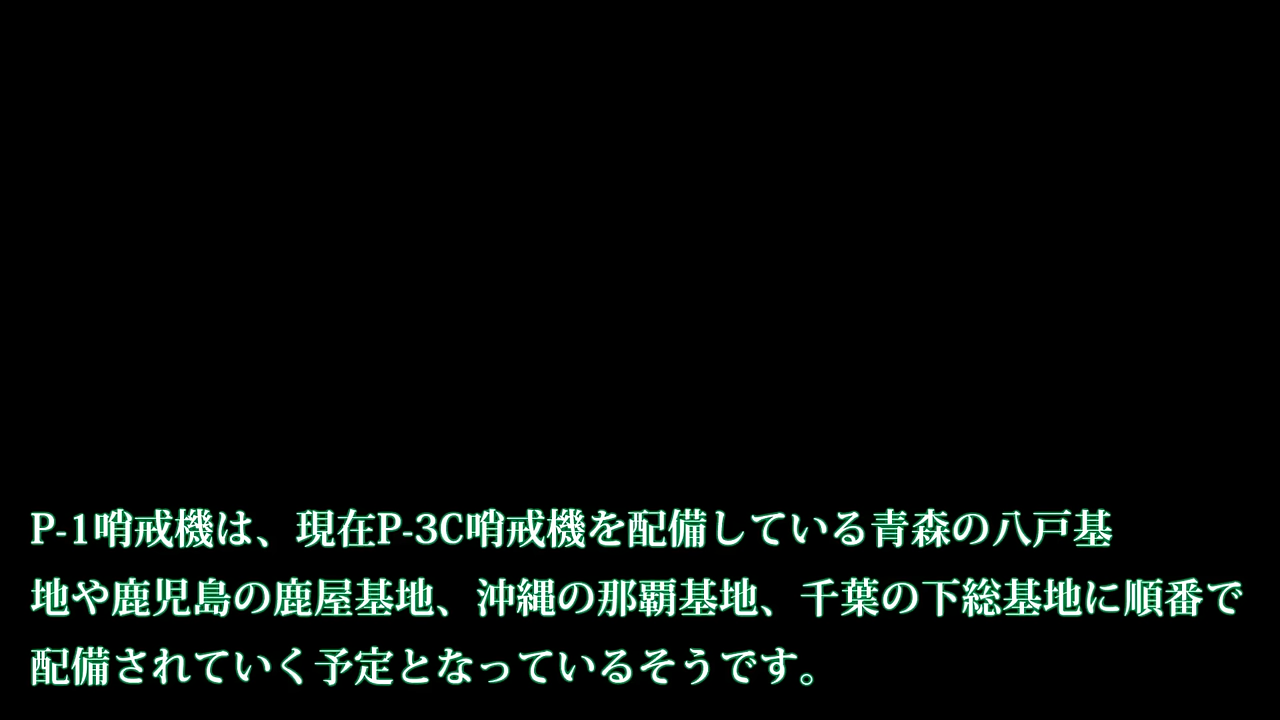 P-1哨戒機は、現在P-3C哨戒機を配備している青森の八戸基
地や鹿児島の鹿屋基地、沖縄の那覇基地、千葉の下総基地に順番で
配備されていく予定となっているそうです。